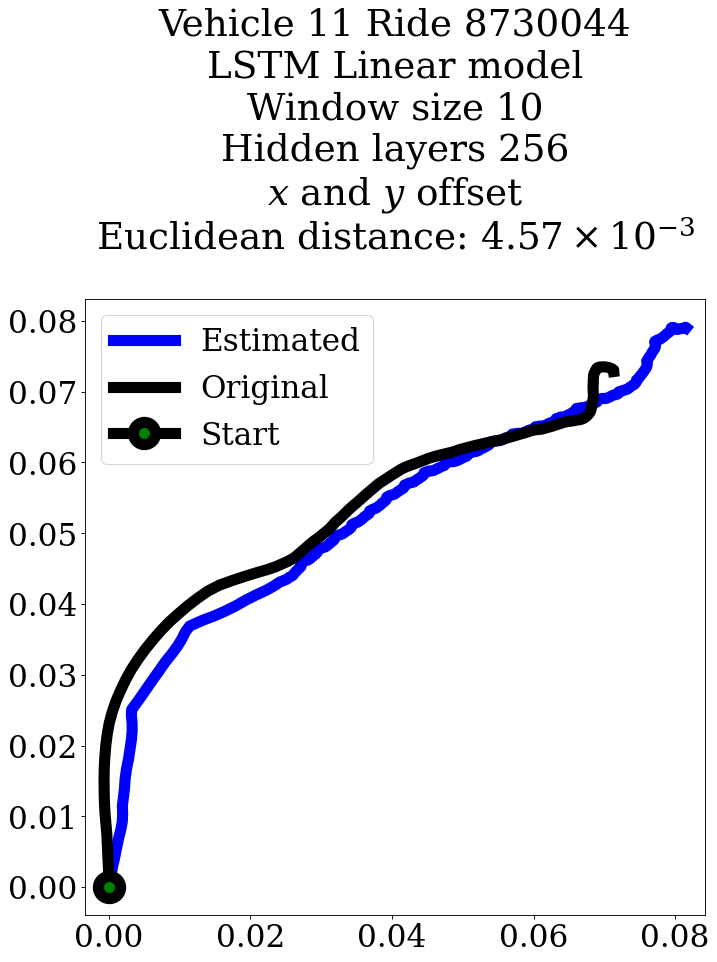 Vehicle 11 Ride 8730044
LSTM Linear model
Window size 10
Hidden layers 256
x and y offset
Euclidean distance: 4.57 × 10⁻³
Estimated
Original
Start
0.08
0.07
0.06
0.05
0.04
0.03
0.02
0.01
0.00
0.00 0.02 0.04 0.06 0.08